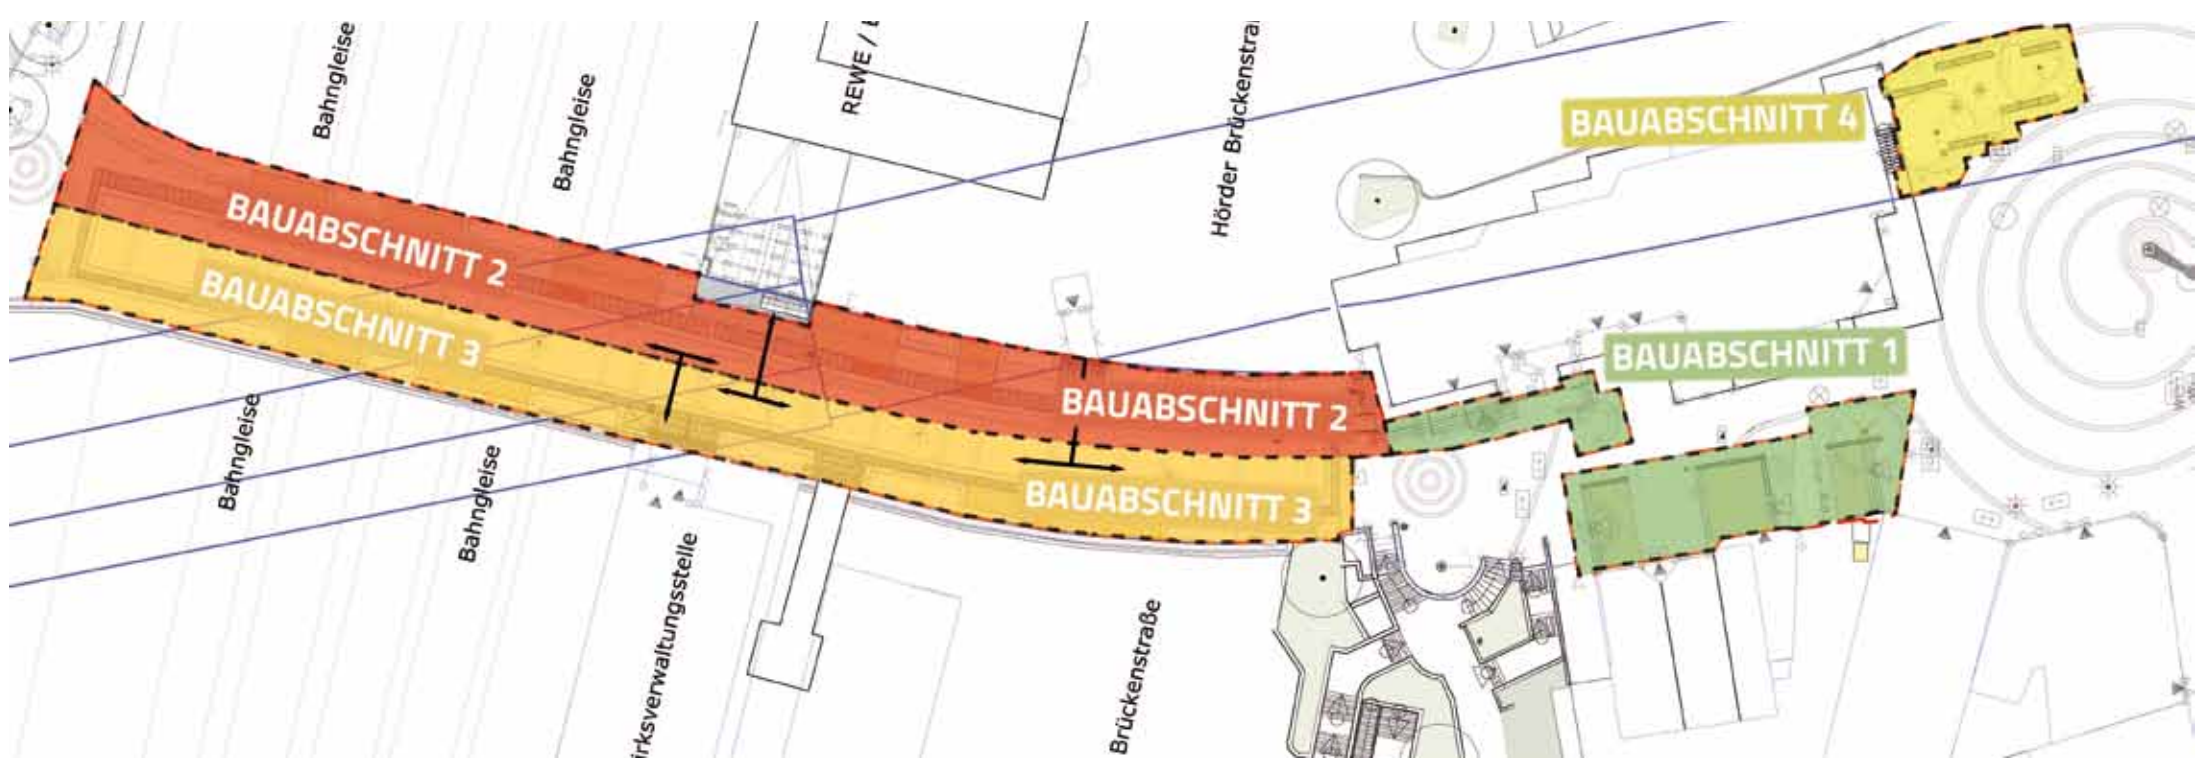 Bahngleise
Bahngleise
REWE /
Hörder Brückenstra
BAUABSCHNITT 4
BAUABSCHNITT 2
BAUABSCHNITT 3
BAUABSCHNITT 1
BAUABSCHNITT 2
BAUABSCHNITT 3
Bahngleise
Bahngleise
irksverwaltungsstelle
Brückenstraße